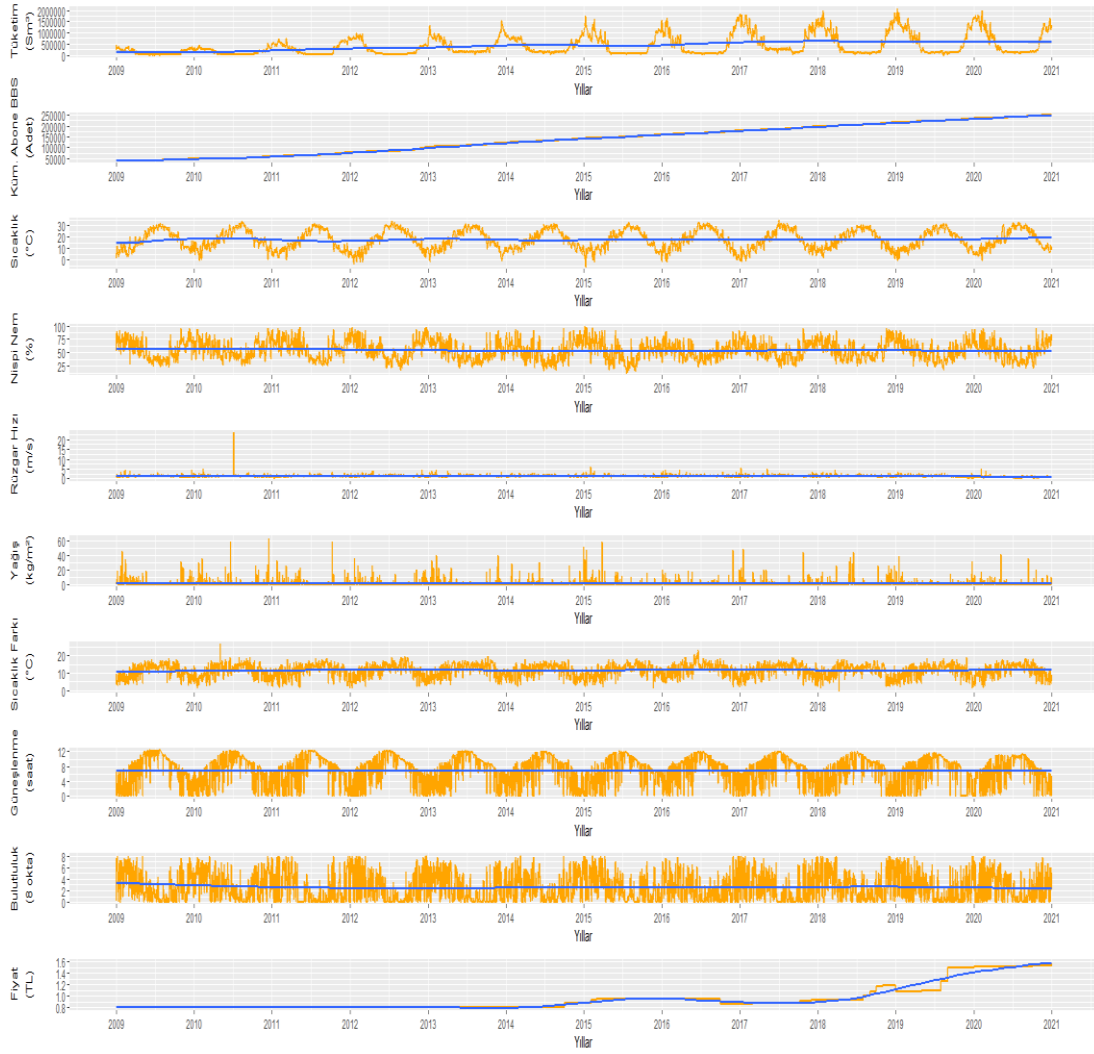 Tüketim
(Sm³)
2000000
1500000
1000000
500000
0
2009 2010 2011 2012 2013 2014 2015 2016 2017 2018 2019 2020 2021
Yıllar
Küm. Abone BBS
(Adet)
250000
200000
150000
100000
50000
2009 2010 2011 2012 2013 2014 2015 2016 2017 2018 2019 2020 2021
Yıllar
Sıcaklık
(°C)
30
20
10
0
2009 2010 2011 2012 2013 2014 2015 2016 2017 2018 2019 2020 2021
Yıllar
Nispi Nem
(%)
100
75
50
25
2009 2010 2011 2012 2013 2014 2015 2016 2017 2018 2019 2020 2021
Yıllar
Rüzgar Hızı
(m/s)
20
15
10
5
0
2009 2010 2011 2012 2013 2014 2015 2016 2017 2018 2019 2020 2021
Yıllar
Yağış
(kg/m²)
60
40
20
0
2009 2010 2011 2012 2013 2014 2015 2016 2017 2018 2019 2020 2021
Yıllar
Sıcaklık Farkı
(°C)
20
10
0
2009 2010 2011 2012 2013 2014 2015 2016 2017 2018 2019 2020 2021
Yıllar
Güneşlenme
(saat)
12
8
4
0
2009 2010 2011 2012 2013 2014 2015 2016 2017 2018 2019 2020 2021
Yıllar
Bulutluluk
(8 okta)
8
6
4
2
0
2009 2010 2011 2012 2013 2014 2015 2016 2017 2018 2019 2020 2021
Yıllar
Fiyat
(TL)
1.6
1.4
1.2
1.0
0.8
2009 2010 2011 2012 2013 2014 2015 2016 2017 2018 2019 2020 2021
Yıllar